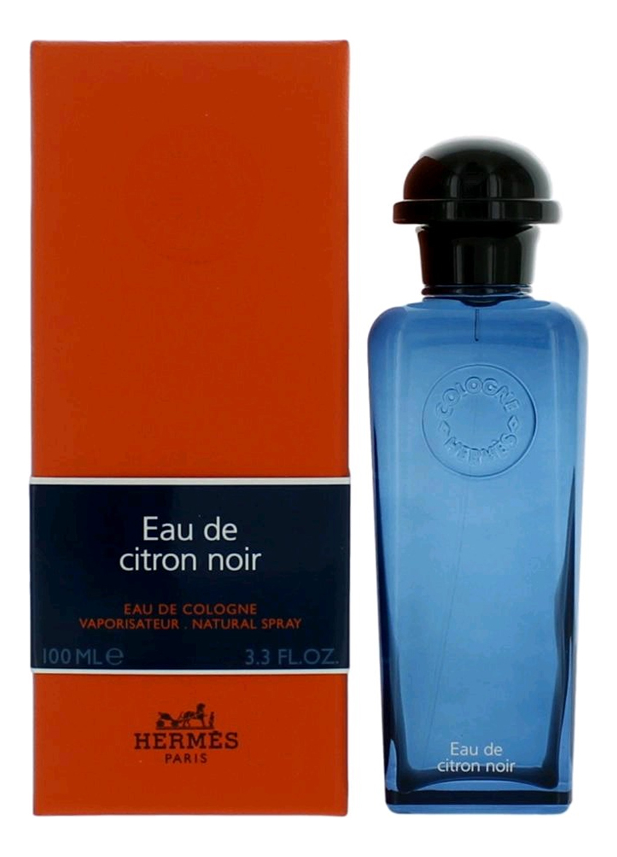 Eau de
citron noir
EAU DE COLOGNE
VAPORISATEUR . NATURAL SPRAY
100 ML ℮ 3.3 FL.OZ.
HERMÈS
PARIS
COLOGNE
HERMÈS
Eau de
citron noir